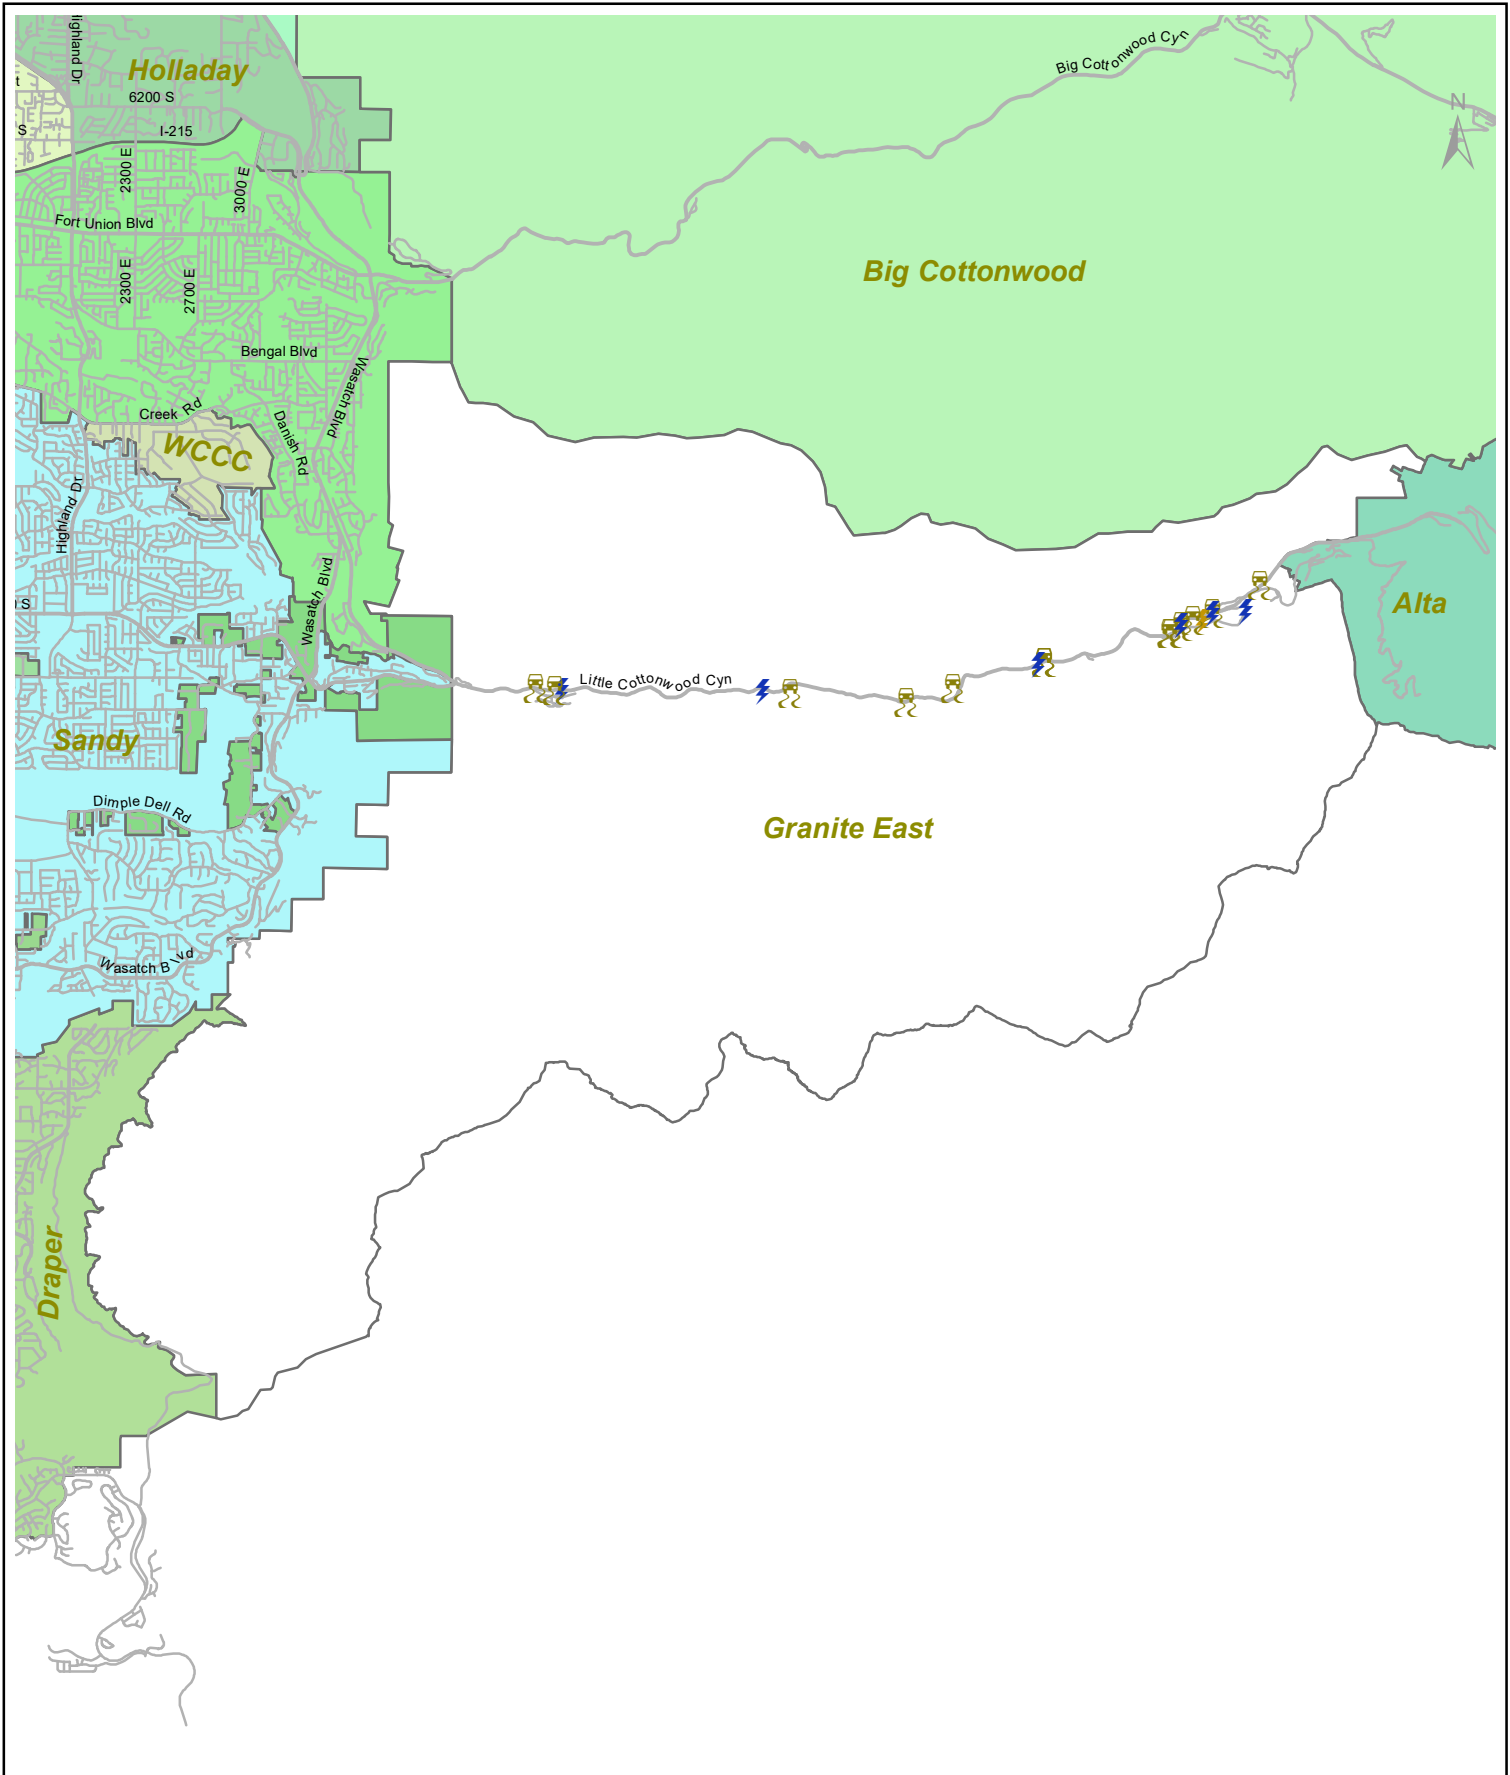 Highland Dr
Holladay
Big Cottonwood Cyn
t
6200 S
N
S
I-215
2300 E
3000 E
Fort Union Blvd
2300 E
2700 E
Big Cottonwood
Bengal Blvd
Wasatch Blvd
Creek Rd
Danish Rd
WCCC
Highland Dr
Wasatch Blvd
S
Alta
Little Cottonwood Cyn
Sandy
Dimple Dell Rd
Granite East
Wasatch Blvd
Draper